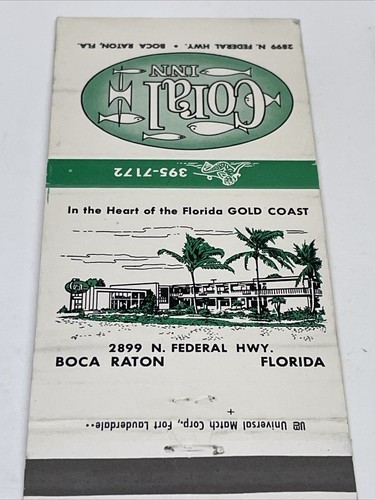 2899 N. FEDERAL HWY. • BOCA RATON, FLA.
Coral
INN
395-7172
In the Heart of the Florida GOLD COAST
2899 N. FEDERAL HWY.
BOCA RATON FLORIDA
Universal Match Corp., Fort Lauderdale